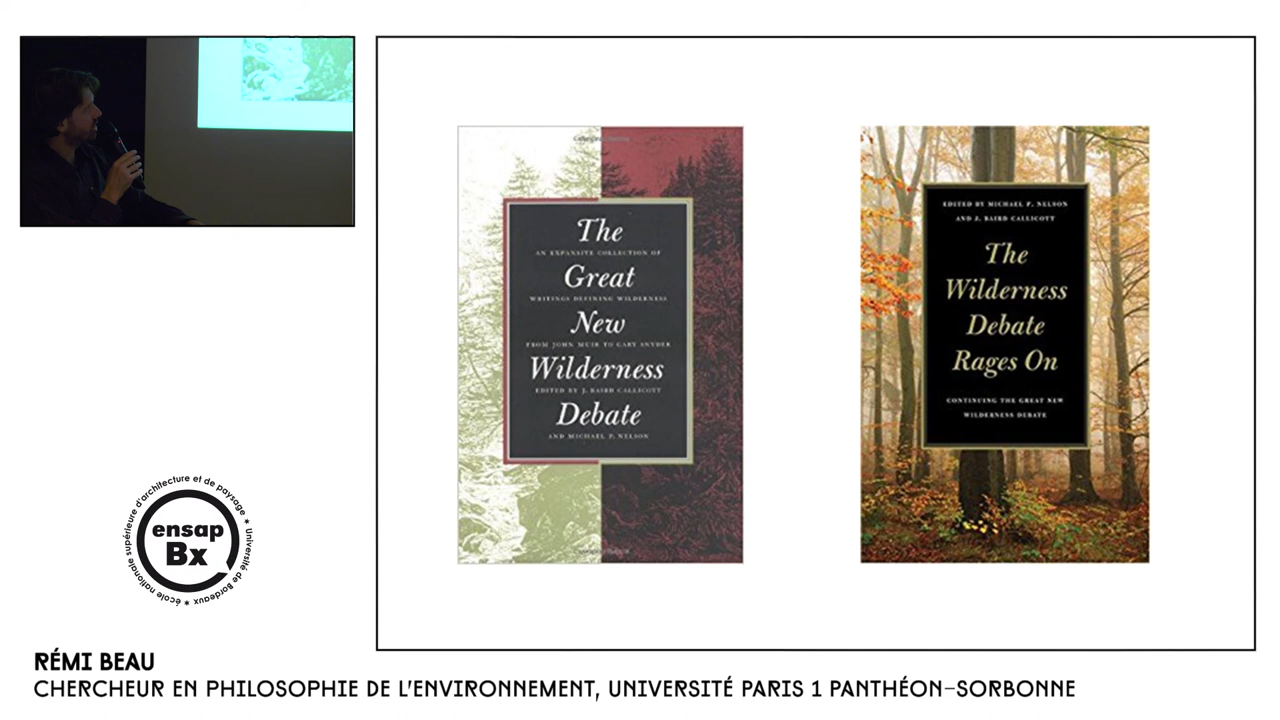 The
AN EXPANSIVE COLLECTION OF
Great
WRITINGS DEFINING WILDERNESS
New
FROM JOHN MUIR TO GARY SNYDER
Wilderness
EDITED BY J. BAIRD CALLICOTT
Debate
AND MICHAEL P. NELSON
EDITED BY MICHAEL P. NELSON
AND J. BAIRD CALLICOTT
The
Wilderness
Debate
Rages On
CONTINUING THE GREAT NEW
WILDERNESS DEBATE
école nationale supérieure d'architecture et de paysage * Université de Bordeaux *
ensap
Bx
RÉMI BEAU
CHERCHEUR EN PHILOSOPHIE DE L'ENVIRONNEMENT, UNIVERSITÉ PARIS 1 PANTHÉON-SORBONNE